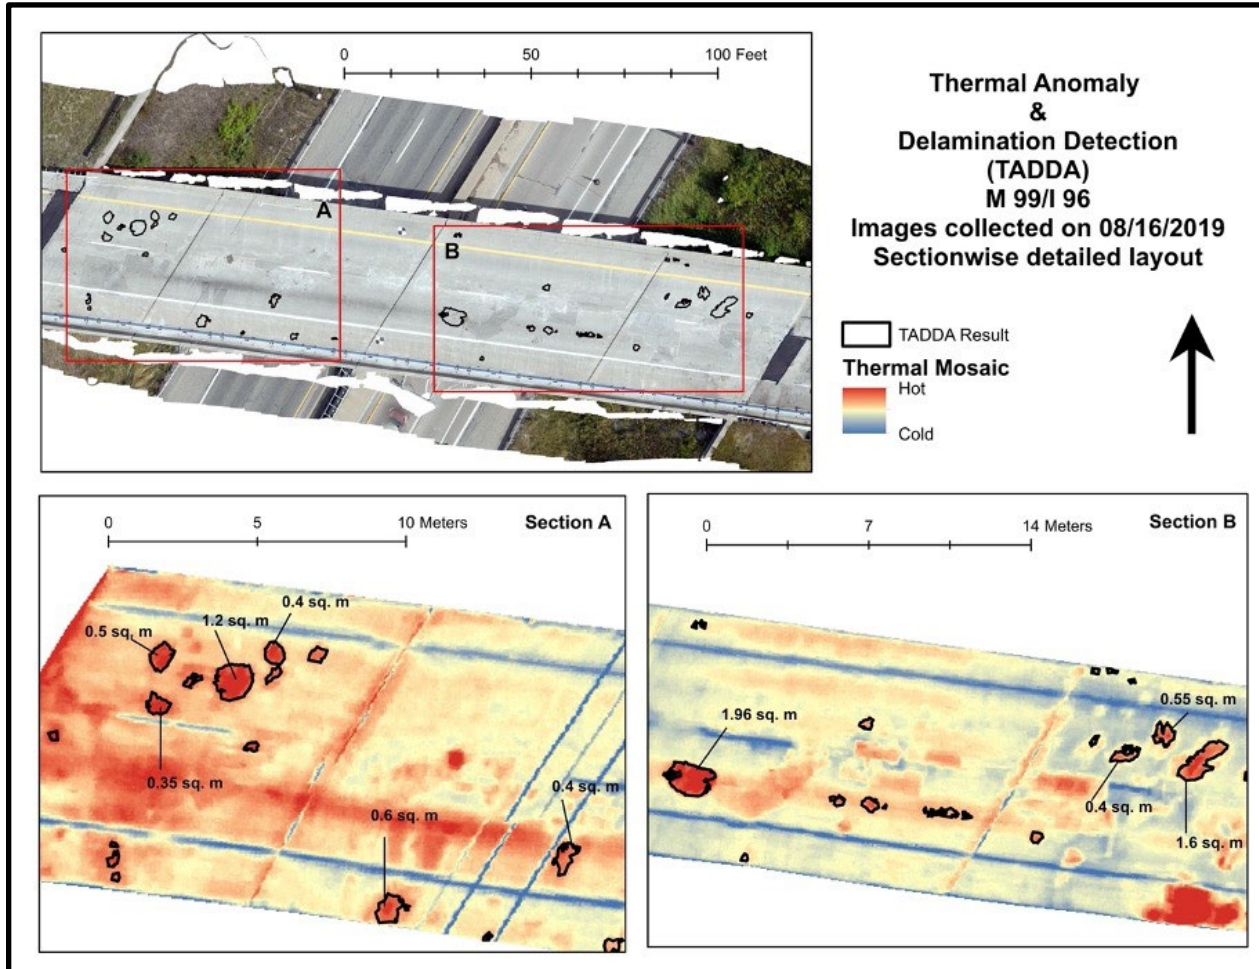 0 50 100 Feet
A
B
Thermal Anomaly
&
Delamination Detection
(TADDA)
M 99/I 96
Images collected on 08/16/2019
Sectionwise detailed layout
TADDA Result
Thermal Mosaic
Hot
Cold
0 5 10 Meters
Section A
0.4 sq. m
1.2 sq. m
0.5 sq. m
0.35 sq. m
0.6 sq. m
0.4 sq. m
0 7 14 Meters
Section B
0.55 sq. m
1.96 sq. m
0.4 sq. m
1.6 sq. m